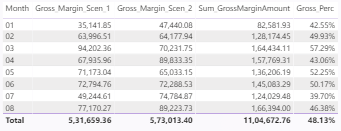 Month Gross_Margin_Scen_1 Gross_Margin_Scen_2 Sum_GrossMarginAmount Gross_Perc
01 35,141.85 47,440.08 82,581.93 42.55%
02 63,996.51 64,177.94 1,28,174.45 49.93%
03 94,202.36 70,231.75 1,64,434.11 57.29%
04 67,935.96 89,833.35 1,57,769.31 43.06%
05 71,173.04 65,033.15 1,36,206.19 52.25%
06 72,794.76 72,288.53 1,45,083.29 50.17%
07 49,244.61 74,784.87 1,24,029.48 39.70%
08 77,170.27 89,223.73 1,66,394.00 46.38%
Total 5,31,659.36 5,73,013.40 11,04,672.76 48.13%